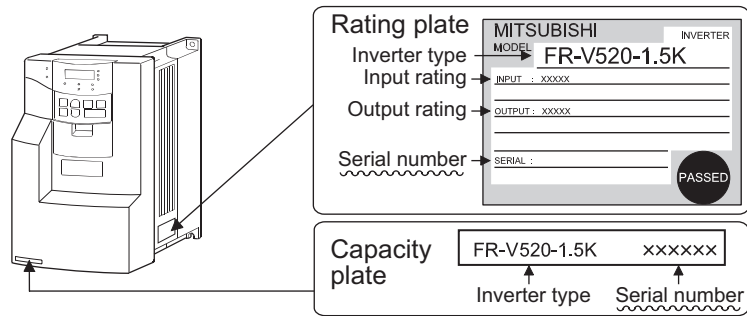 Rating plate
MITSUBISHI
INVERTER
MODEL
Inverter type
FR-V520-1.5K
Input rating
INPUT : XXXXX
Output rating
OUTPUT : XXXXX
Serial number
SERIAL :
PASSED
Capacity
plate
FR-V520-1.5K ××××××
Inverter type Serial number